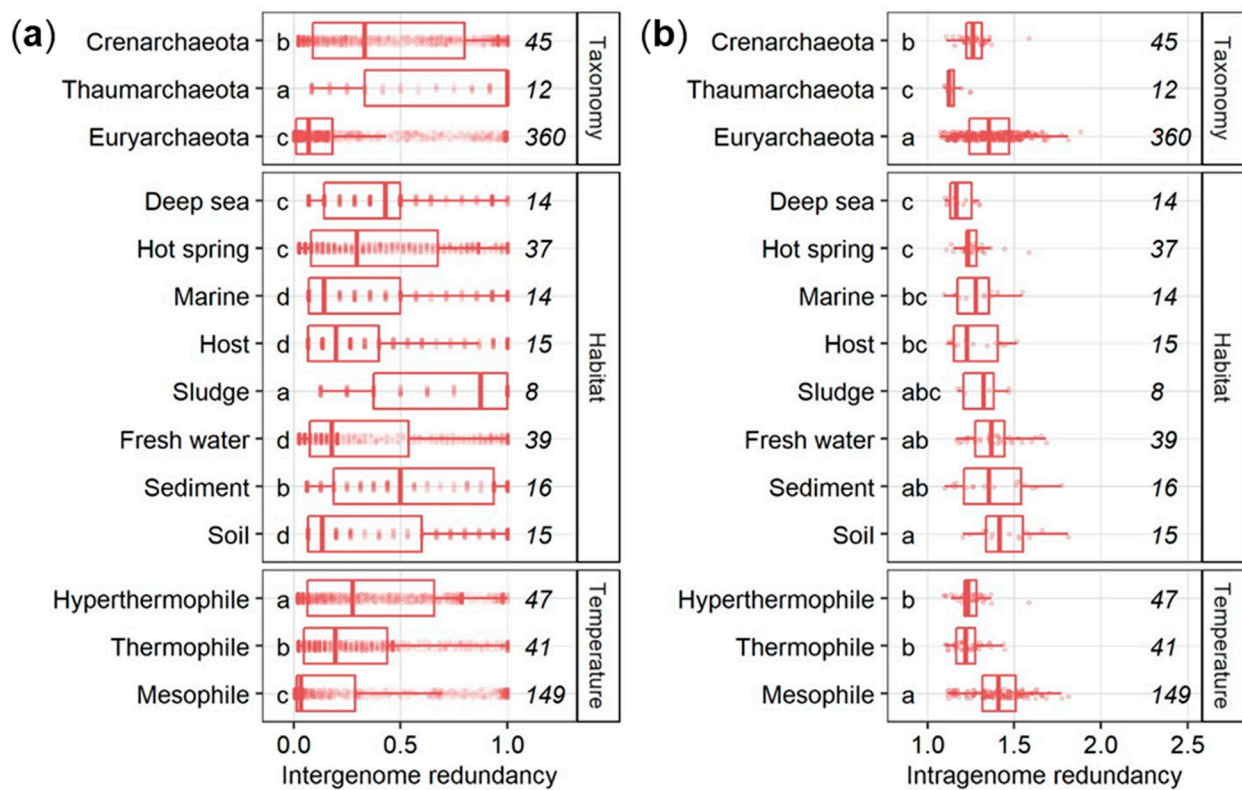 (a)
Crenarchaeota b 45
Thaumarchaeota a 12
Euryarchaeota c 360
Taxonomy
Deep sea c 14
Hot spring c 37
Marine d 14
Host d 15
Sludge a 8
Fresh water d 39
Sediment b 16
Soil d 15
Habitat
Hyperthermophile a 47
Thermophile b 41
Mesophile c 149
Temperature
0.0 0.5 1.0
Intergenome redundancy
(b)
Crenarchaeota b 45
Thaumarchaeota c 12
Euryarchaeota a 360
Taxonomy
Deep sea c 14
Hot spring c 37
Marine bc 14
Host bc 15
Sludge abc 8
Fresh water ab 39
Sediment ab 16
Soil a 15
Habitat
Hyperthermophile b 47
Thermophile b 41
Mesophile a 149
Temperature
1.0 1.5 2.0 2.5
Intragenome redundancy